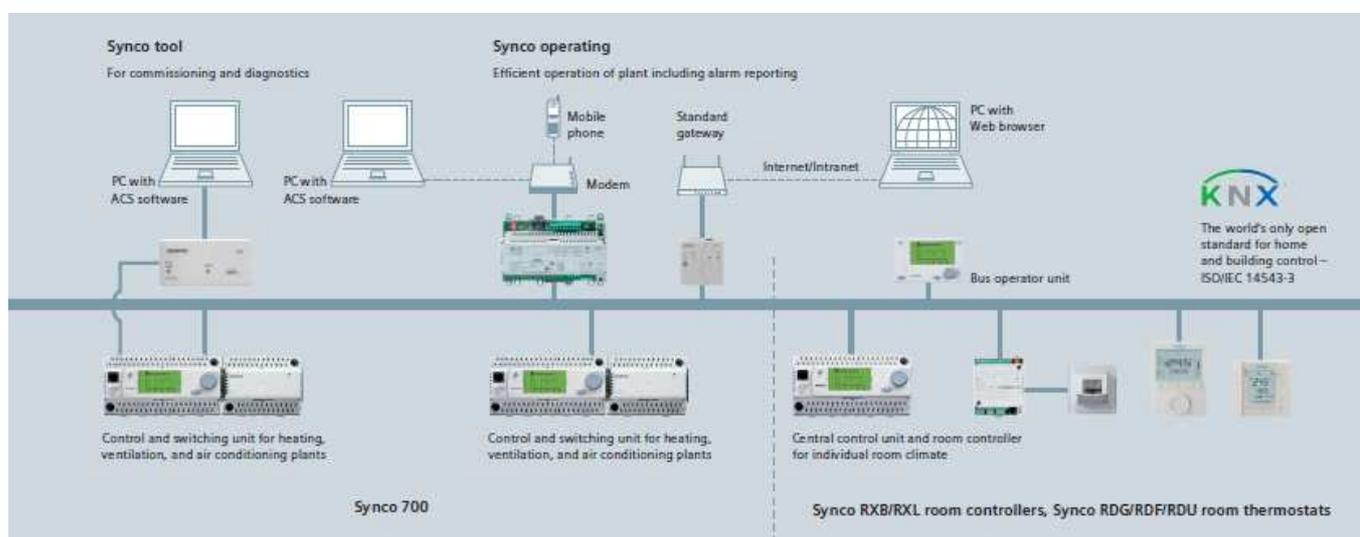 Synco tool
For commissioning and diagnostics
Synco operating
Efficient operation of plant including alarm reporting
PC with
ACS software
PC with
ACS software
Mobile
phone
Modem
Standard
gateway
Internet/Intranet
PC with
Web browser
KNX
The world's only open
standard for home
and building control–
ISO/IEC 14543-3
Bus operator unit
Control and switching unit for heating,
ventilation, and air conditioning plants
Control and switching unit for heating,
ventilation, and air conditioning plants
Central control unit and room controller
for individual room climate
Synco 700
Synco RXB/RXL room controllers, Synco RDG/RDF/RDU room thermostats